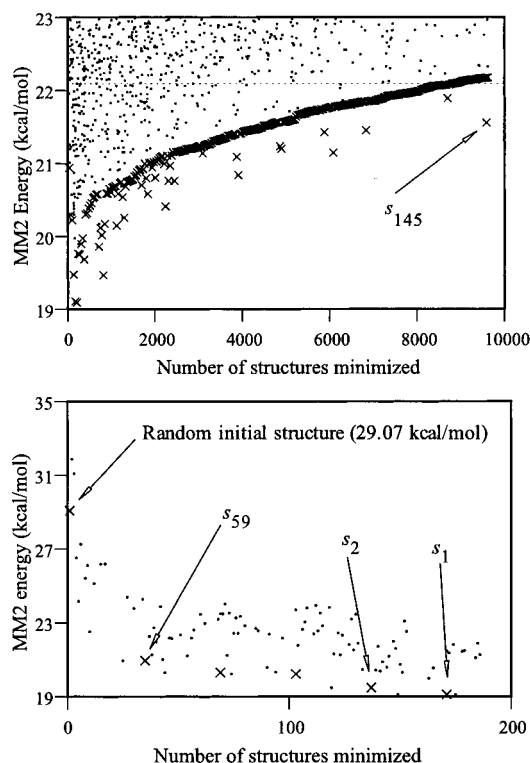 23
22
21
20
19
MM2 Energy (kcal/mol)
s145
0
2000
4000
6000
8000
10000
Number of structures minimized
35
31
27
23
19
MM2 energy (kcal/mol)
Random initial structure (29.07 kcal/mol)
s59
s2
s1
0
100
200
Number of structures minimized